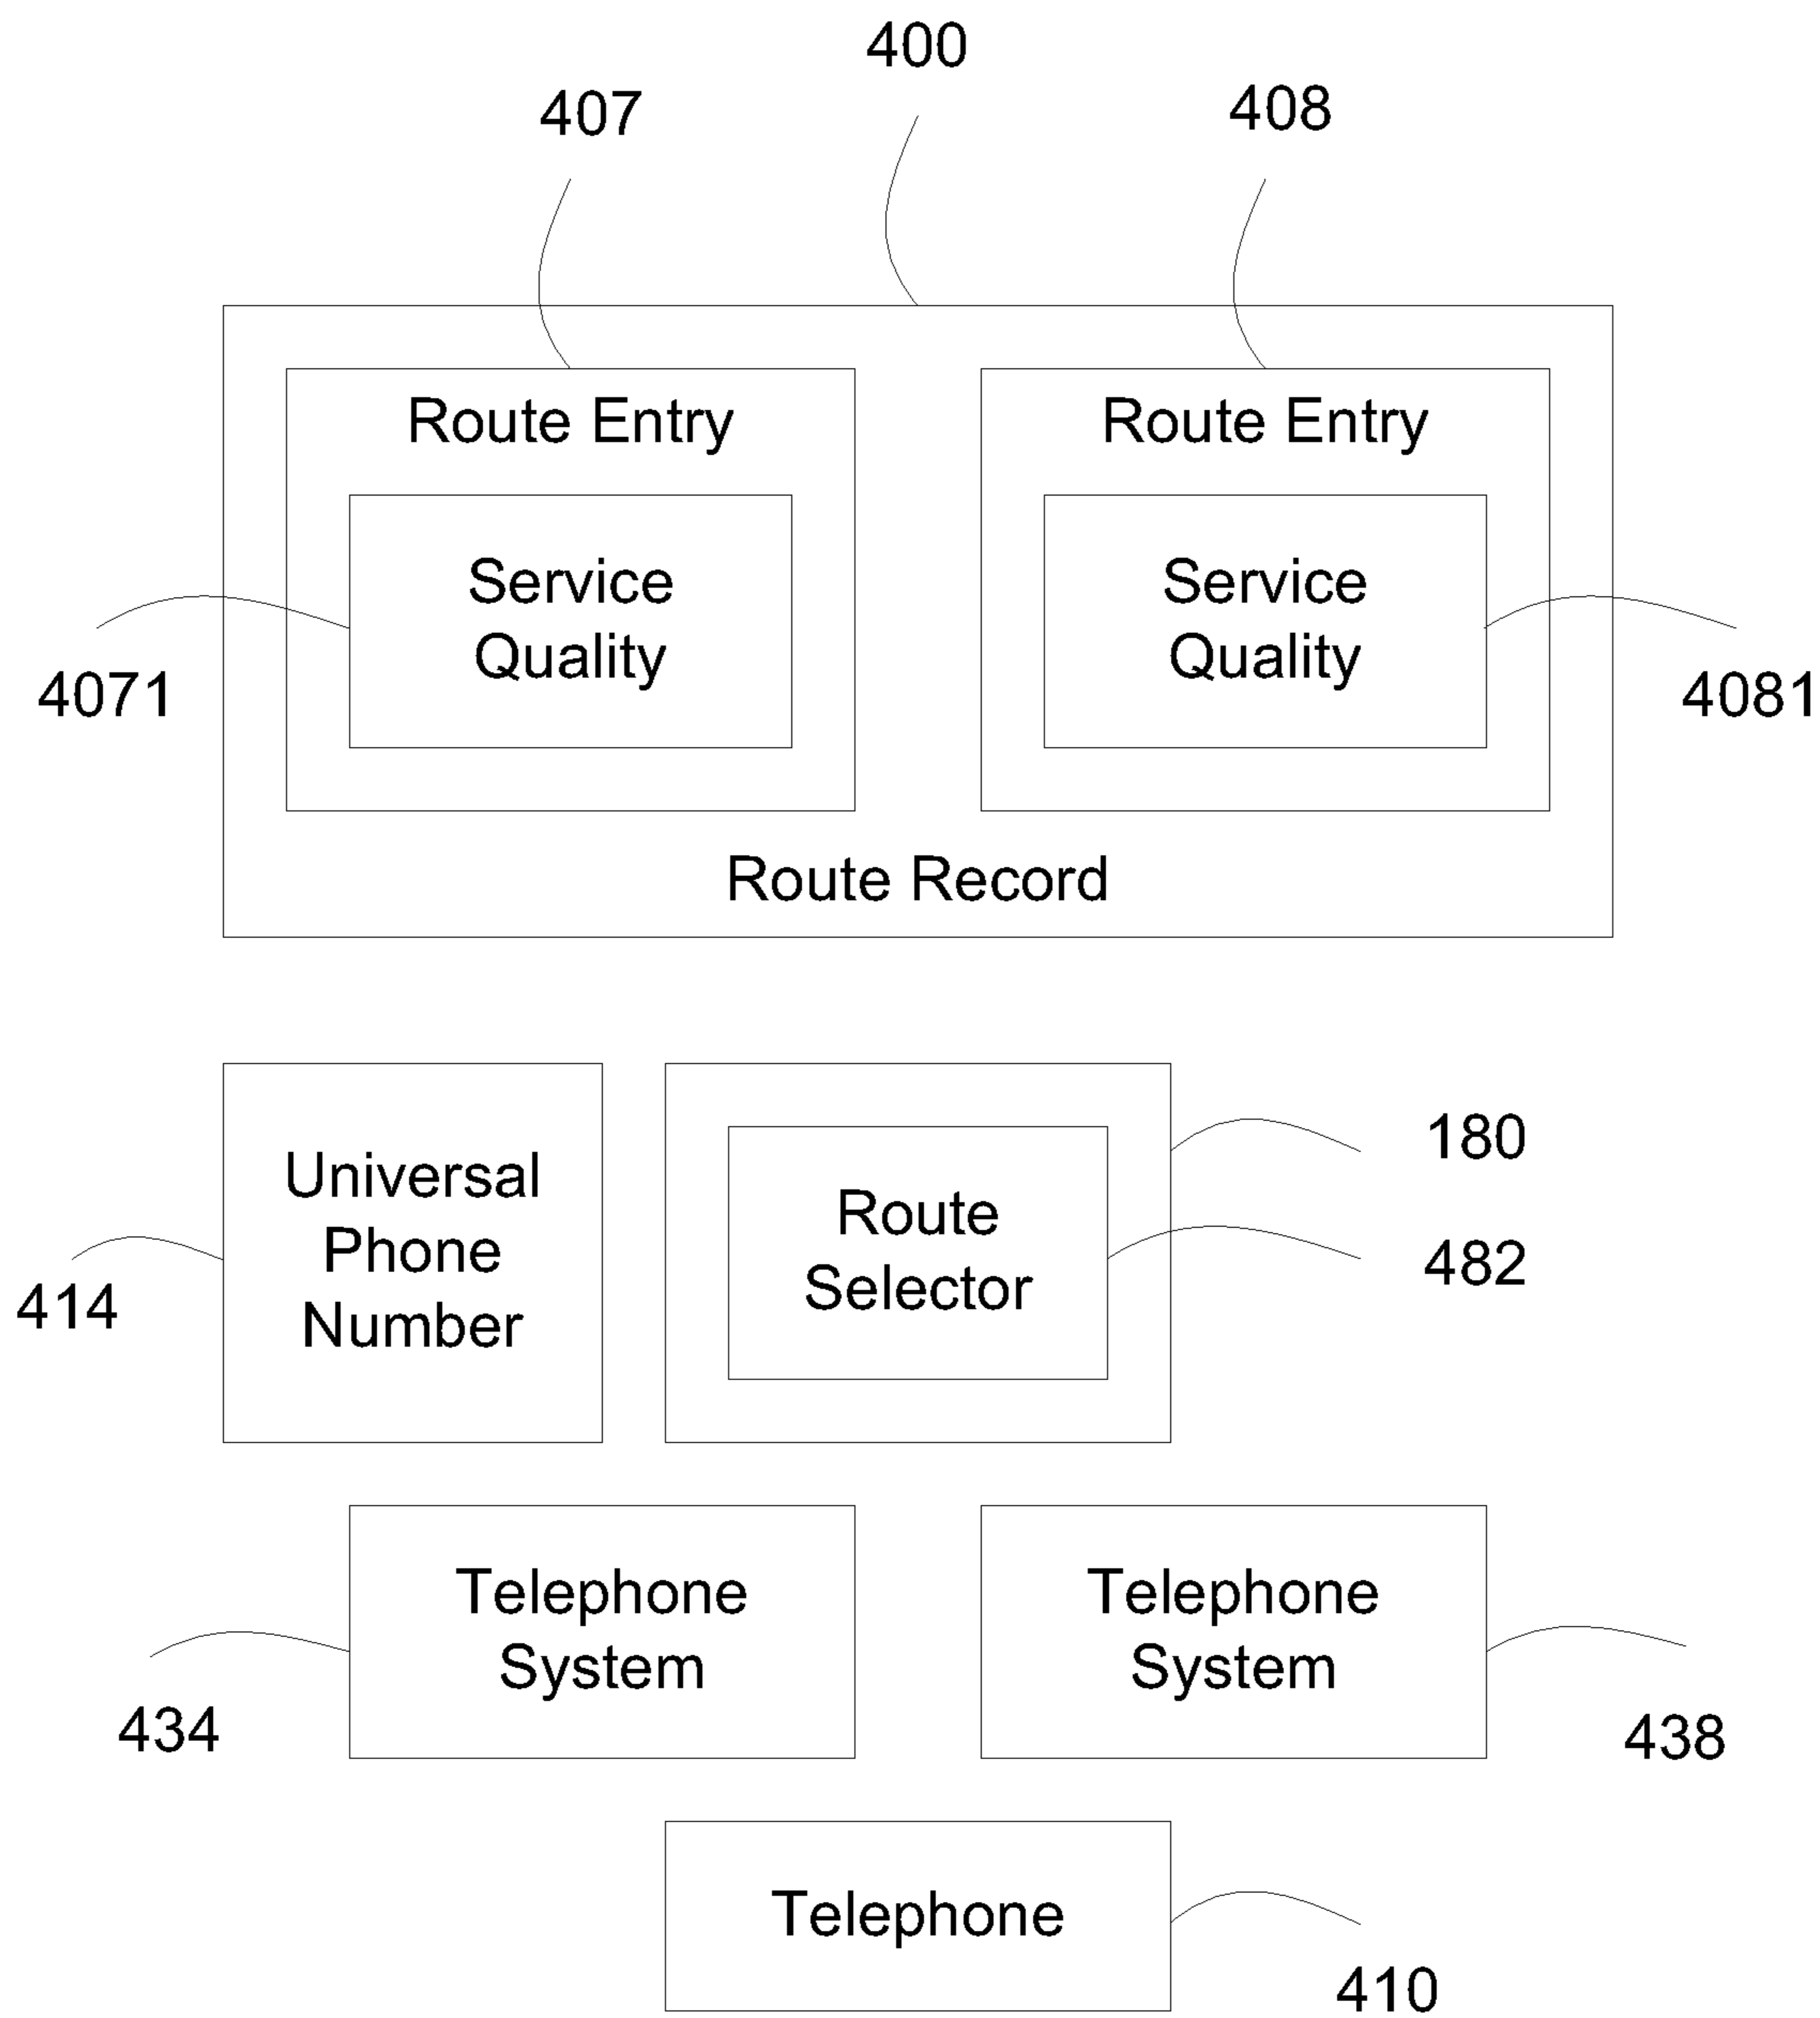 400
407
408
Route Entry
Route Entry
Service
Quality
Service
Quality
4071
4081
Route Record
Universal
Phone
Number
414
Route
Selector
180
482
Telephone
System
Telephone
System
434
438
Telephone
410